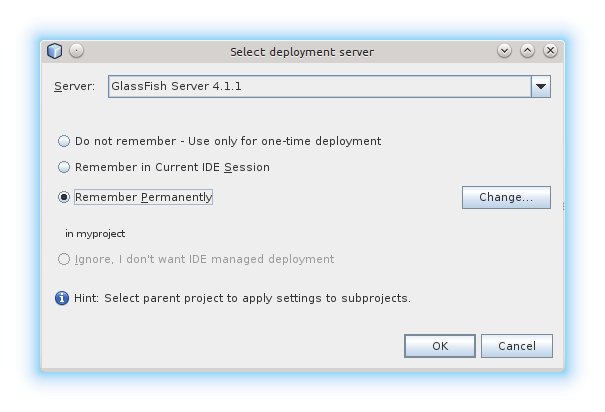 Select deployment server
Server: GlassFish Server 4.1.1
Do not remember - Use only for one-time deployment
Remember in Current IDE Session
Remember Permanently Change...
in myproject
Ignore, I don't want IDE managed deployment
Hint: Select parent project to apply settings to subprojects.
OK Cancel